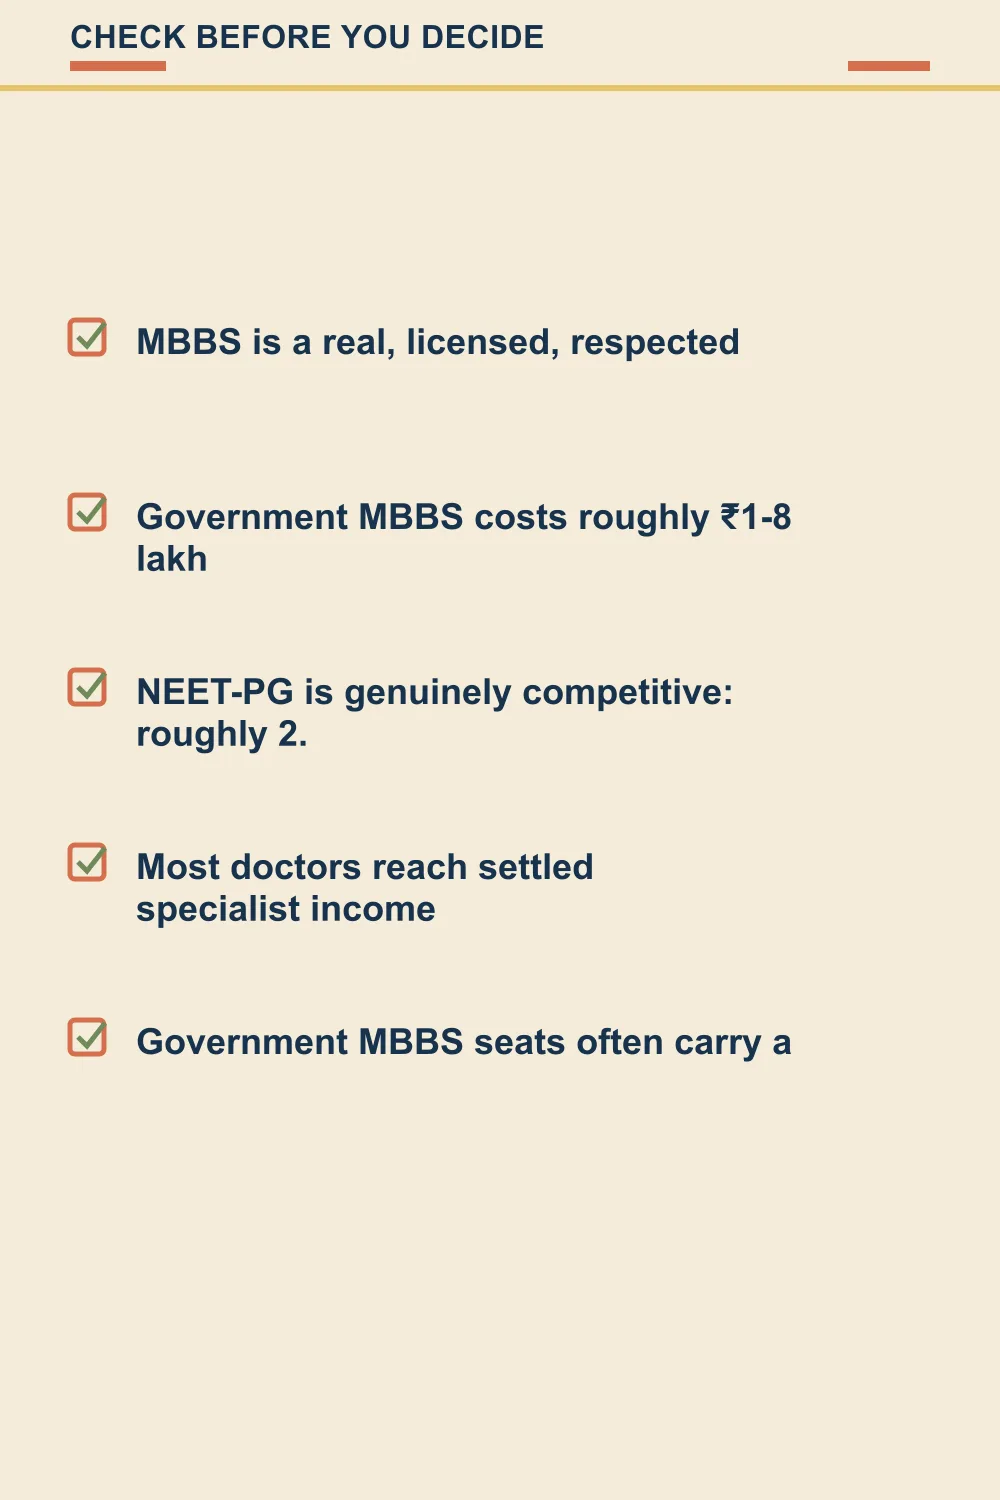 CHECK BEFORE YOU DECIDE
MBBS is a real, licensed, respected
Government MBBS costs roughly ₹1-8
lakh
NEET-PG is genuinely competitive:
roughly 2.
Most doctors reach settled
specialist income
Government MBBS seats often carry a